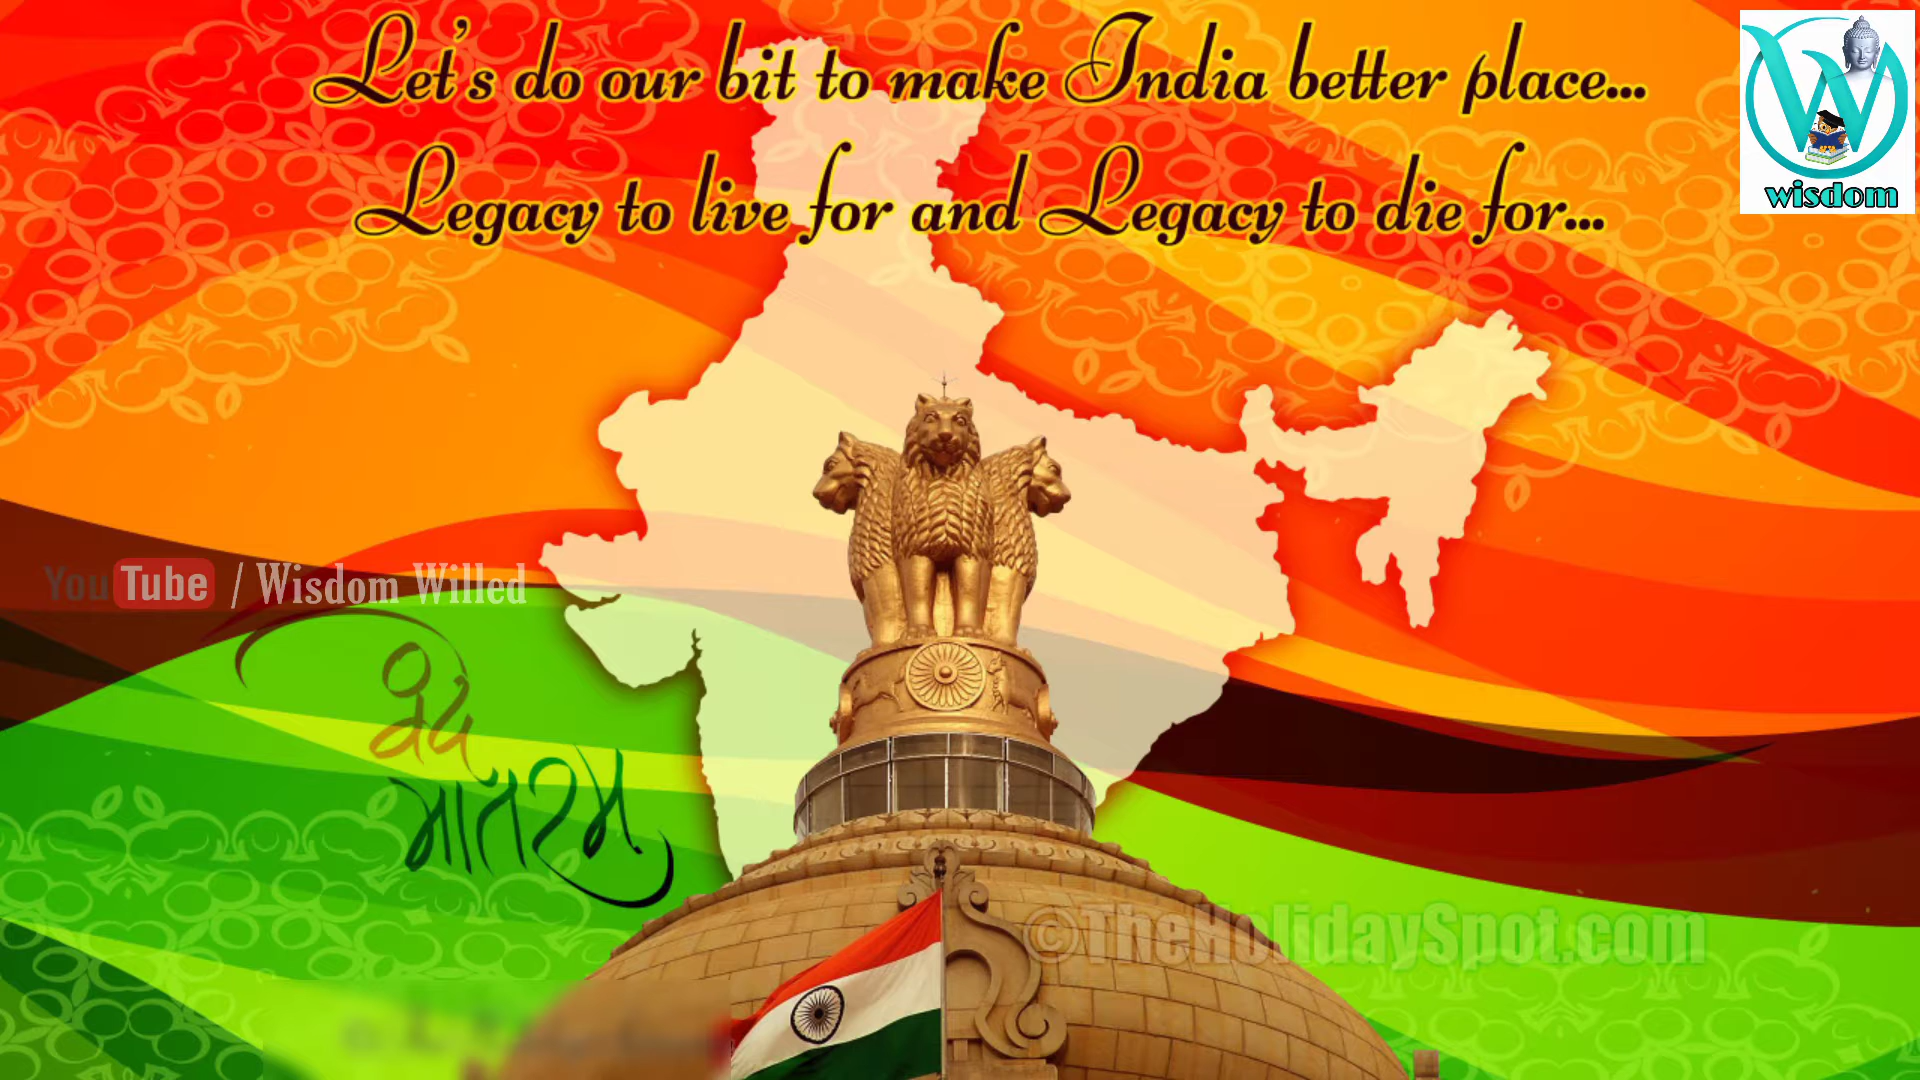 Let's do our bit to make India better place...
Legacy to live for and Legacy to die for...
wisdom
YouTube / Wisdom Willed
वंदे
मातरम्
©TheHolidaySpot.com